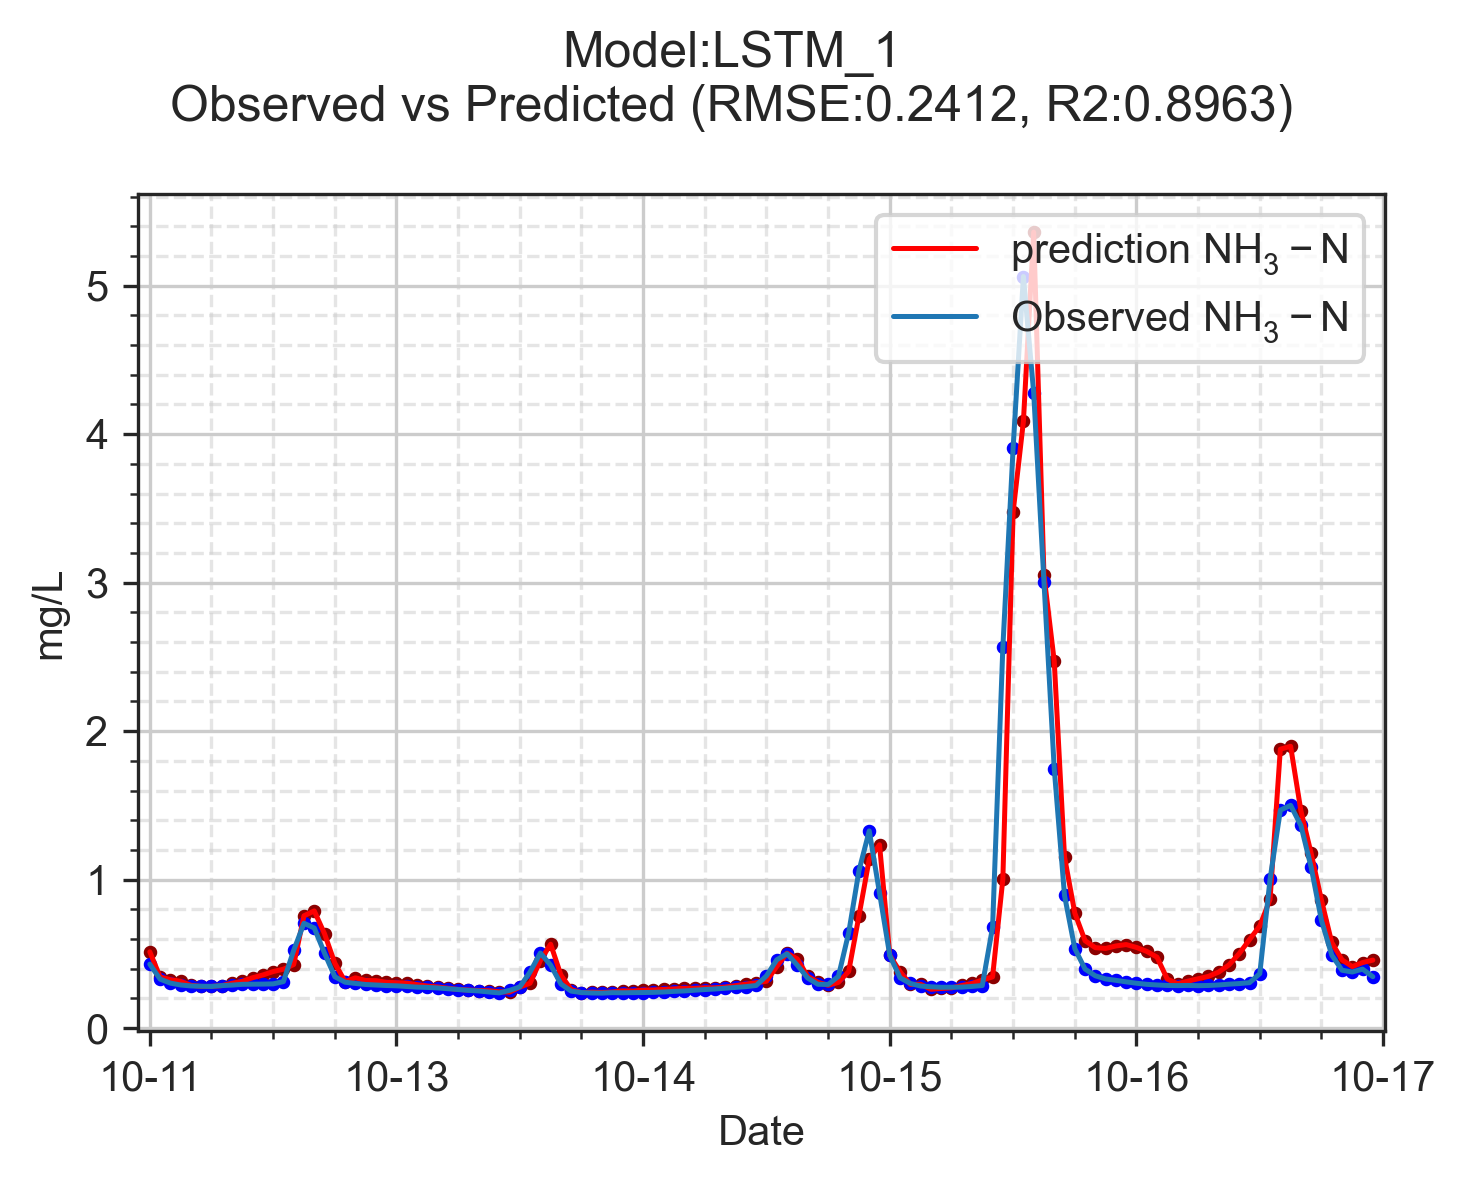 Model:LSTM_1
Observed vs Predicted (RMSE:0.2412, R2:0.8963)
prediction NH₃ − N
Observed NH₃ − N
5
4
3
2
1
0
mg/L
10-11 10-13 10-14 10-15 10-16 10-17
Date